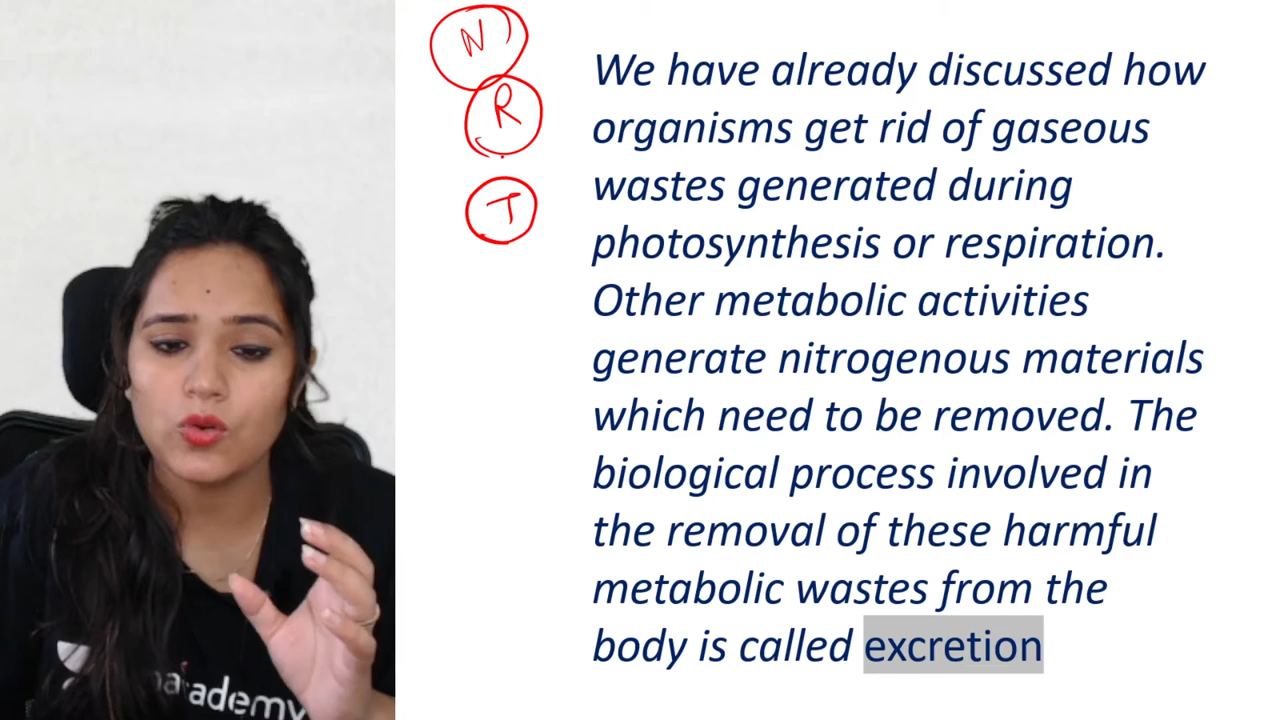 N
R
T
We have already discussed how
organisms get rid of gaseous
wastes generated during
photosynthesis or respiration.
Other metabolic activities
generate nitrogenous materials
which need to be removed. The
biological process involved in
the removal of these harmful
metabolic wastes from the
body is called excretion